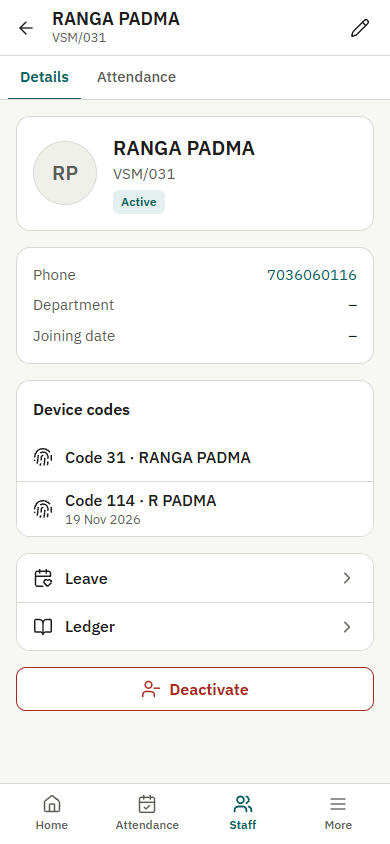 RANGA PADMA
VSM/031
Details
Attendance
RP
RANGA PADMA
VSM/031
Active
Phone
7036060116
Department
–
Joining date
–
Device codes
Code 31 · RANGA PADMA
Code 114 · R PADMA
19 Nov 2026
Leave
Ledger
Deactivate
Home
Attendance
Staff
More